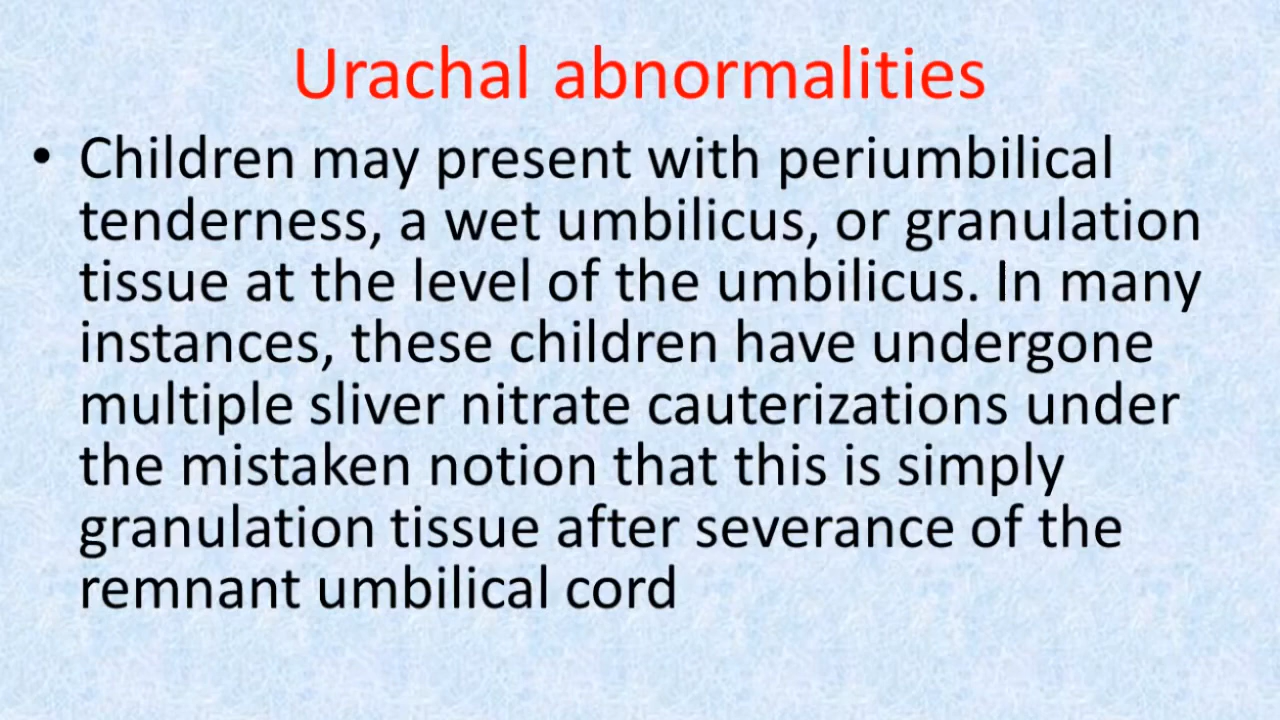 Urachal abnormalities
• Children may present with periumbilical
tenderness, a wet umbilicus, or granulation
tissue at the level of the umbilicus. In many
instances, these children have undergone
multiple sliver nitrate cauterizations under
the mistaken notion that this is simply
granulation tissue after severance of the
remnant umbilical cord